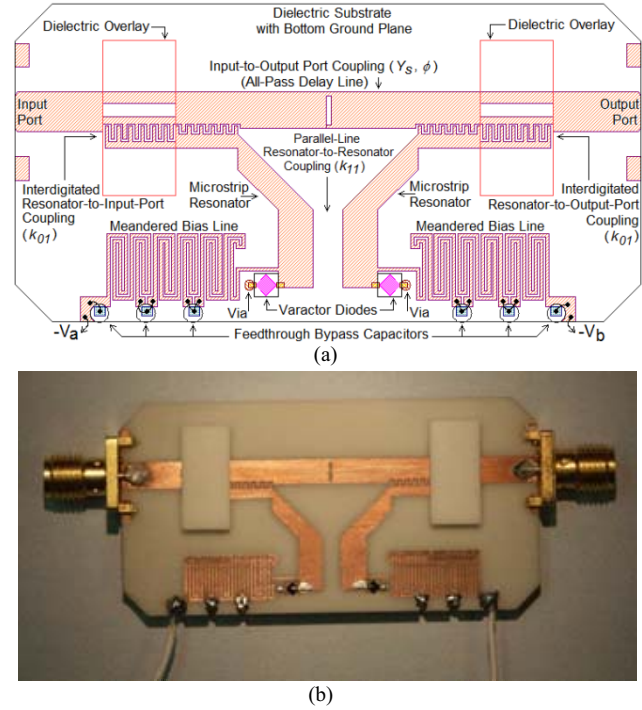 Dielectric Overlay
Dielectric Substrate
with Bottom Ground Plane
Dielectric Overlay
Input-to-Output Port Coupling (Ys, ϕ)
(All-Pass Delay Line)
Input
Port
Output
Port
Parallel-Line
Resonator-to-Resonator
Coupling (k11)
Interdigitated
Resonator-to-Input-Port
Coupling
(k01)
Microstrip
Resonator
Microstrip
Resonator
Interdigitated
Resonator-to-Output-Port
Coupling
(k01)
Meandered Bias Line
Meandered Bias Line
Via
Varactor Diodes
Via
-Va
Feedthrough Bypass Capacitors
-Vb
(a)
(b)